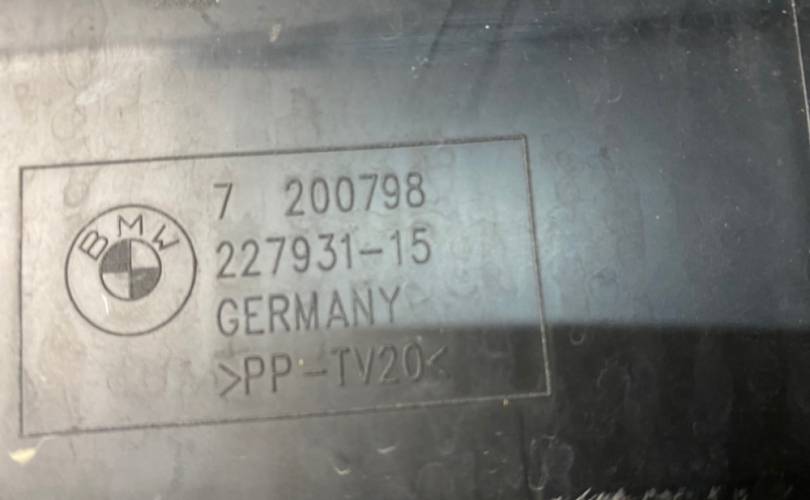 BMW
7 200798
227931-15
GERMANY
>PP-TV20<